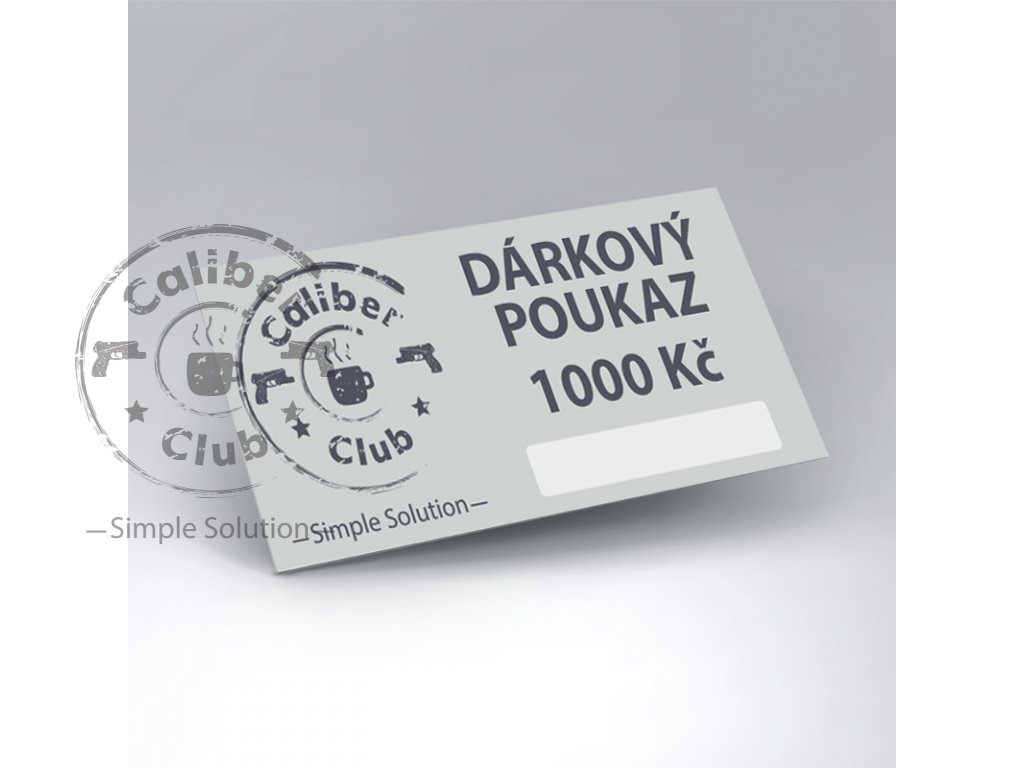 Caliber
Club
—Simple Solution—
Caliber
Club
—Simple Solution—
DÁRKOVÝ
POUKAZ
1000 Kč